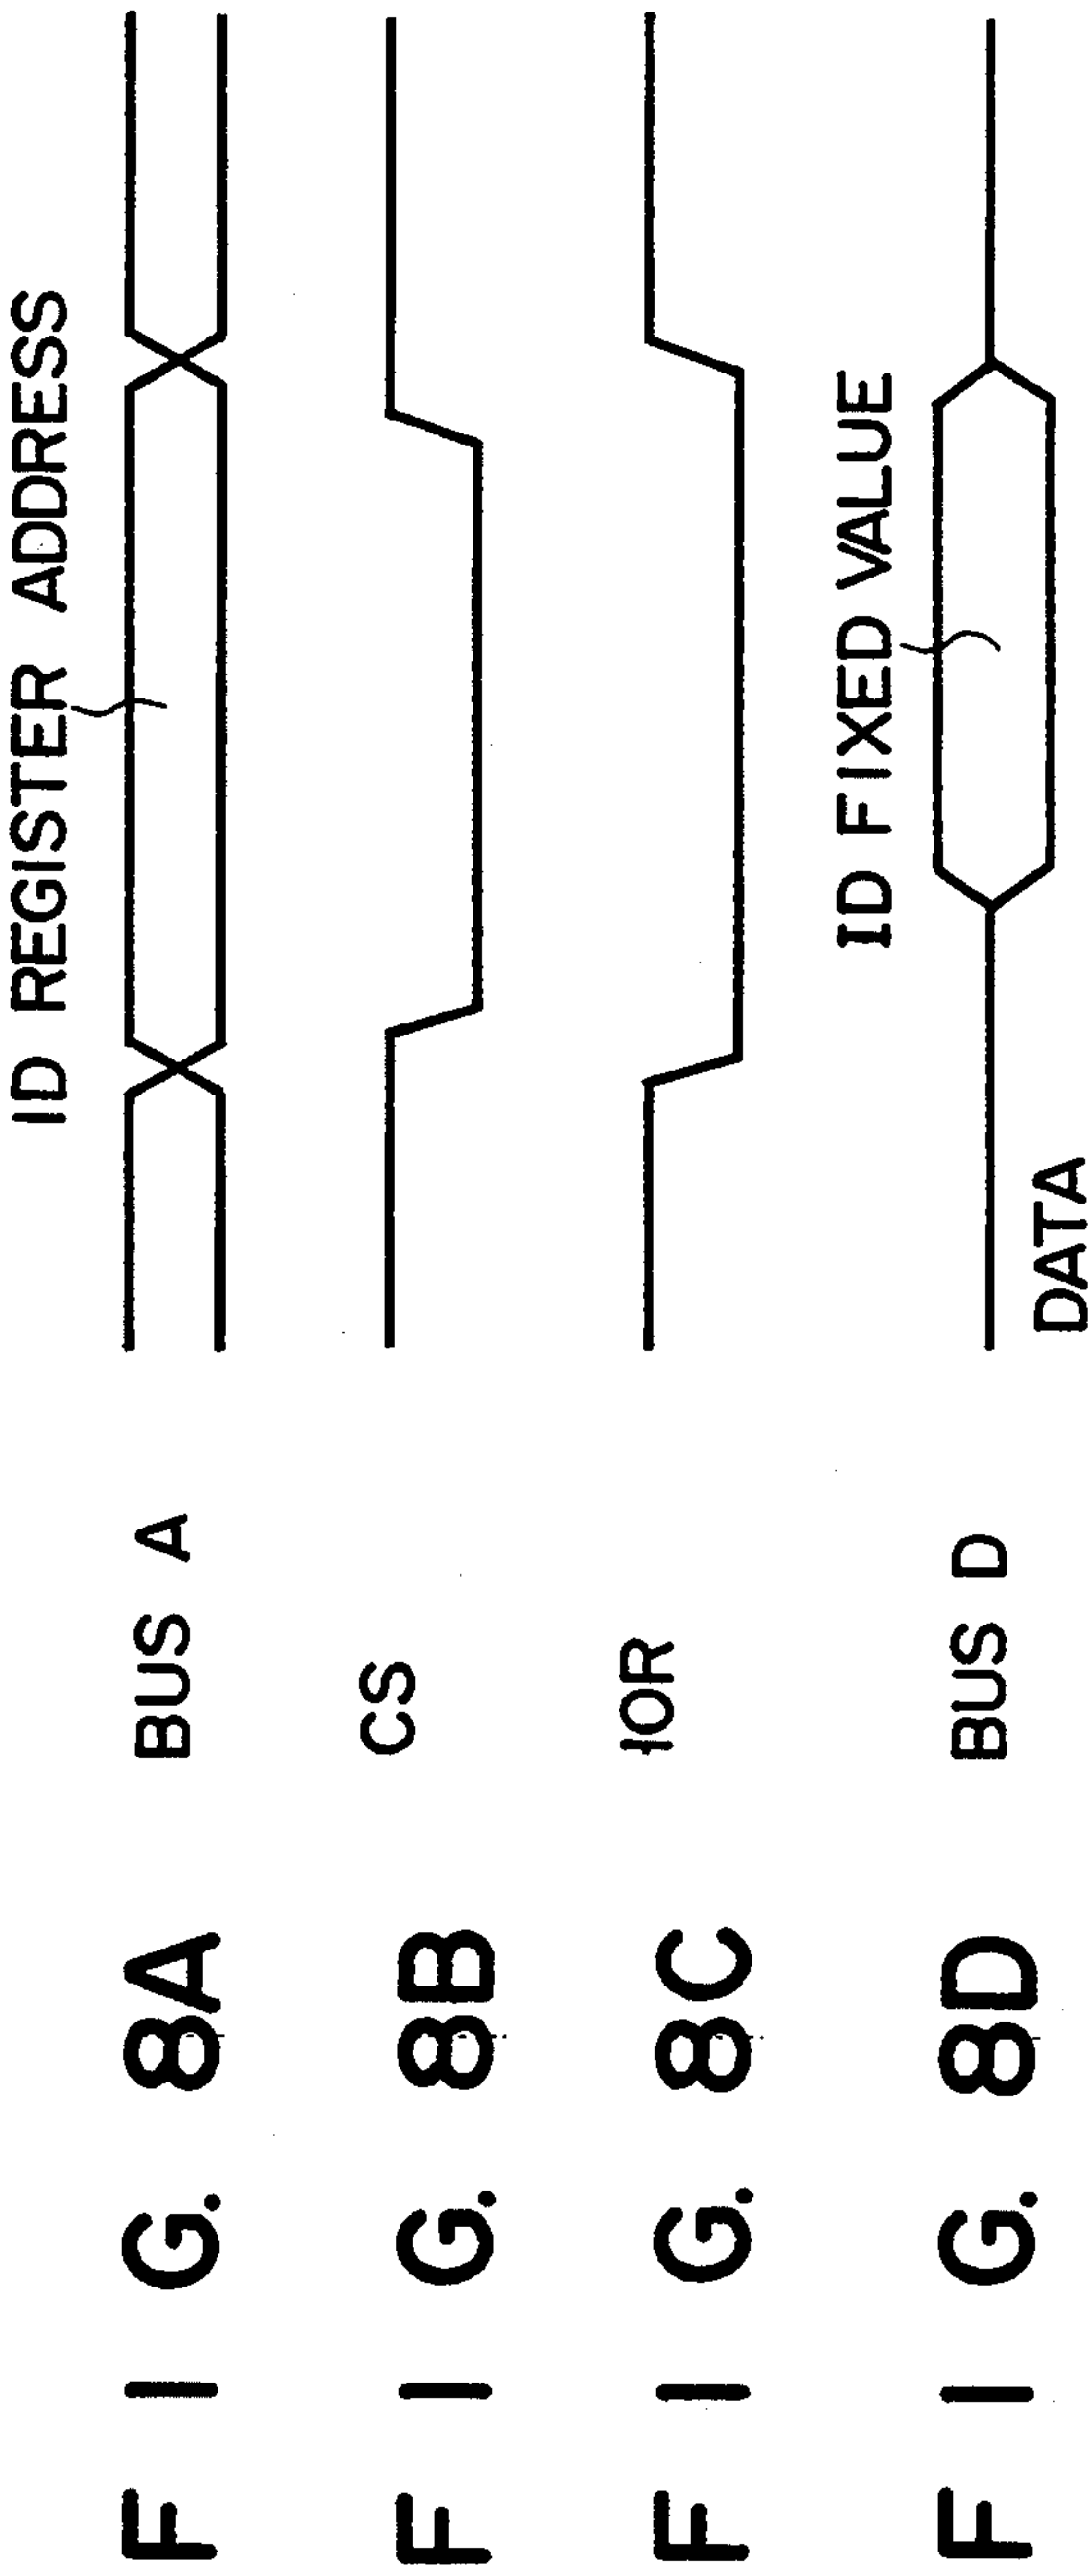 ID REGISTER ADDRESS
FIG. 8A BUS A
FIG. 8B CS
FIG. 8C IOR
ID FIXED VALUE
FIG. 8D BUS D
DATA